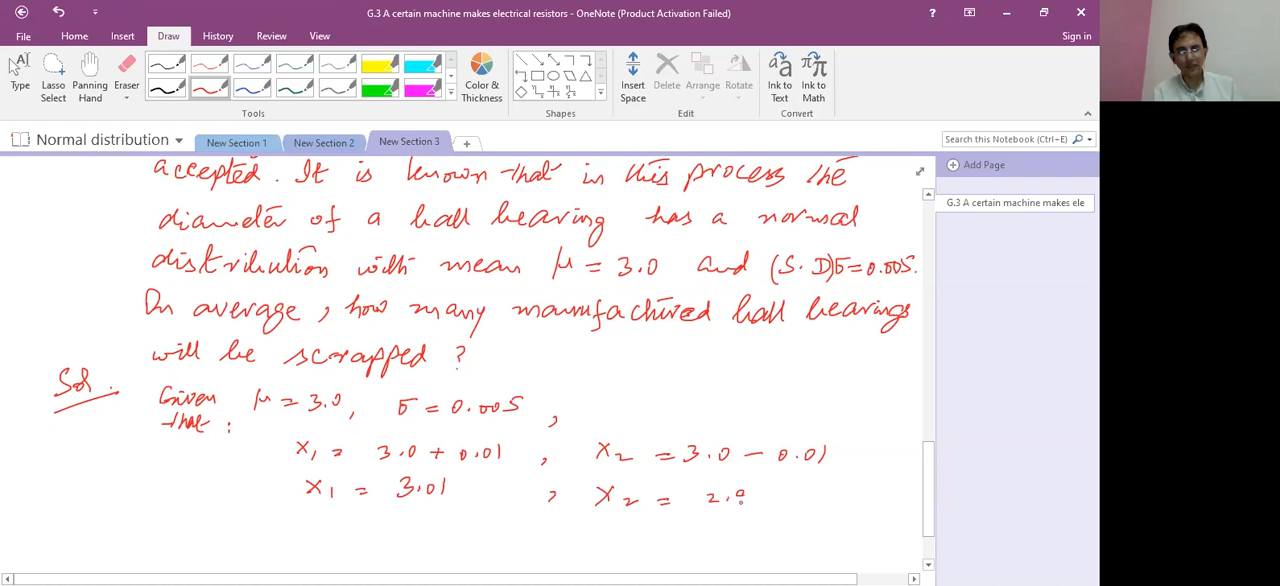 G.3 A certain machine makes electrical resistors - OneNote (Product Activation Failed)
File Home Insert Draw History Review View Sign in
Type Lasso Select Panning Hand Eraser Color & Thickness Insert Space Delete Arrange Rotate Ink to Text Ink to Math
Tools Shapes Edit Convert
Normal distribution New Section 1 New Section 2 New Section 3 Search this Notebook (Ctrl+E)
Add Page
G.3 A certain machine makes ele
accepted. It is known that in this process the
diameter of a ball bearing has a normal
distribution with mean μ = 3.0 and (S.D) σ = 0.005.
On average, how many manufactured ball bearings
will be scrapped ?
Sol.
Given that : μ = 3.0, σ = 0.005 ,
X₁ = 3.0 + 0.01 , X₂ = 3.0 - 0.01
X₁ = 3.01 , X₂ = 2.9